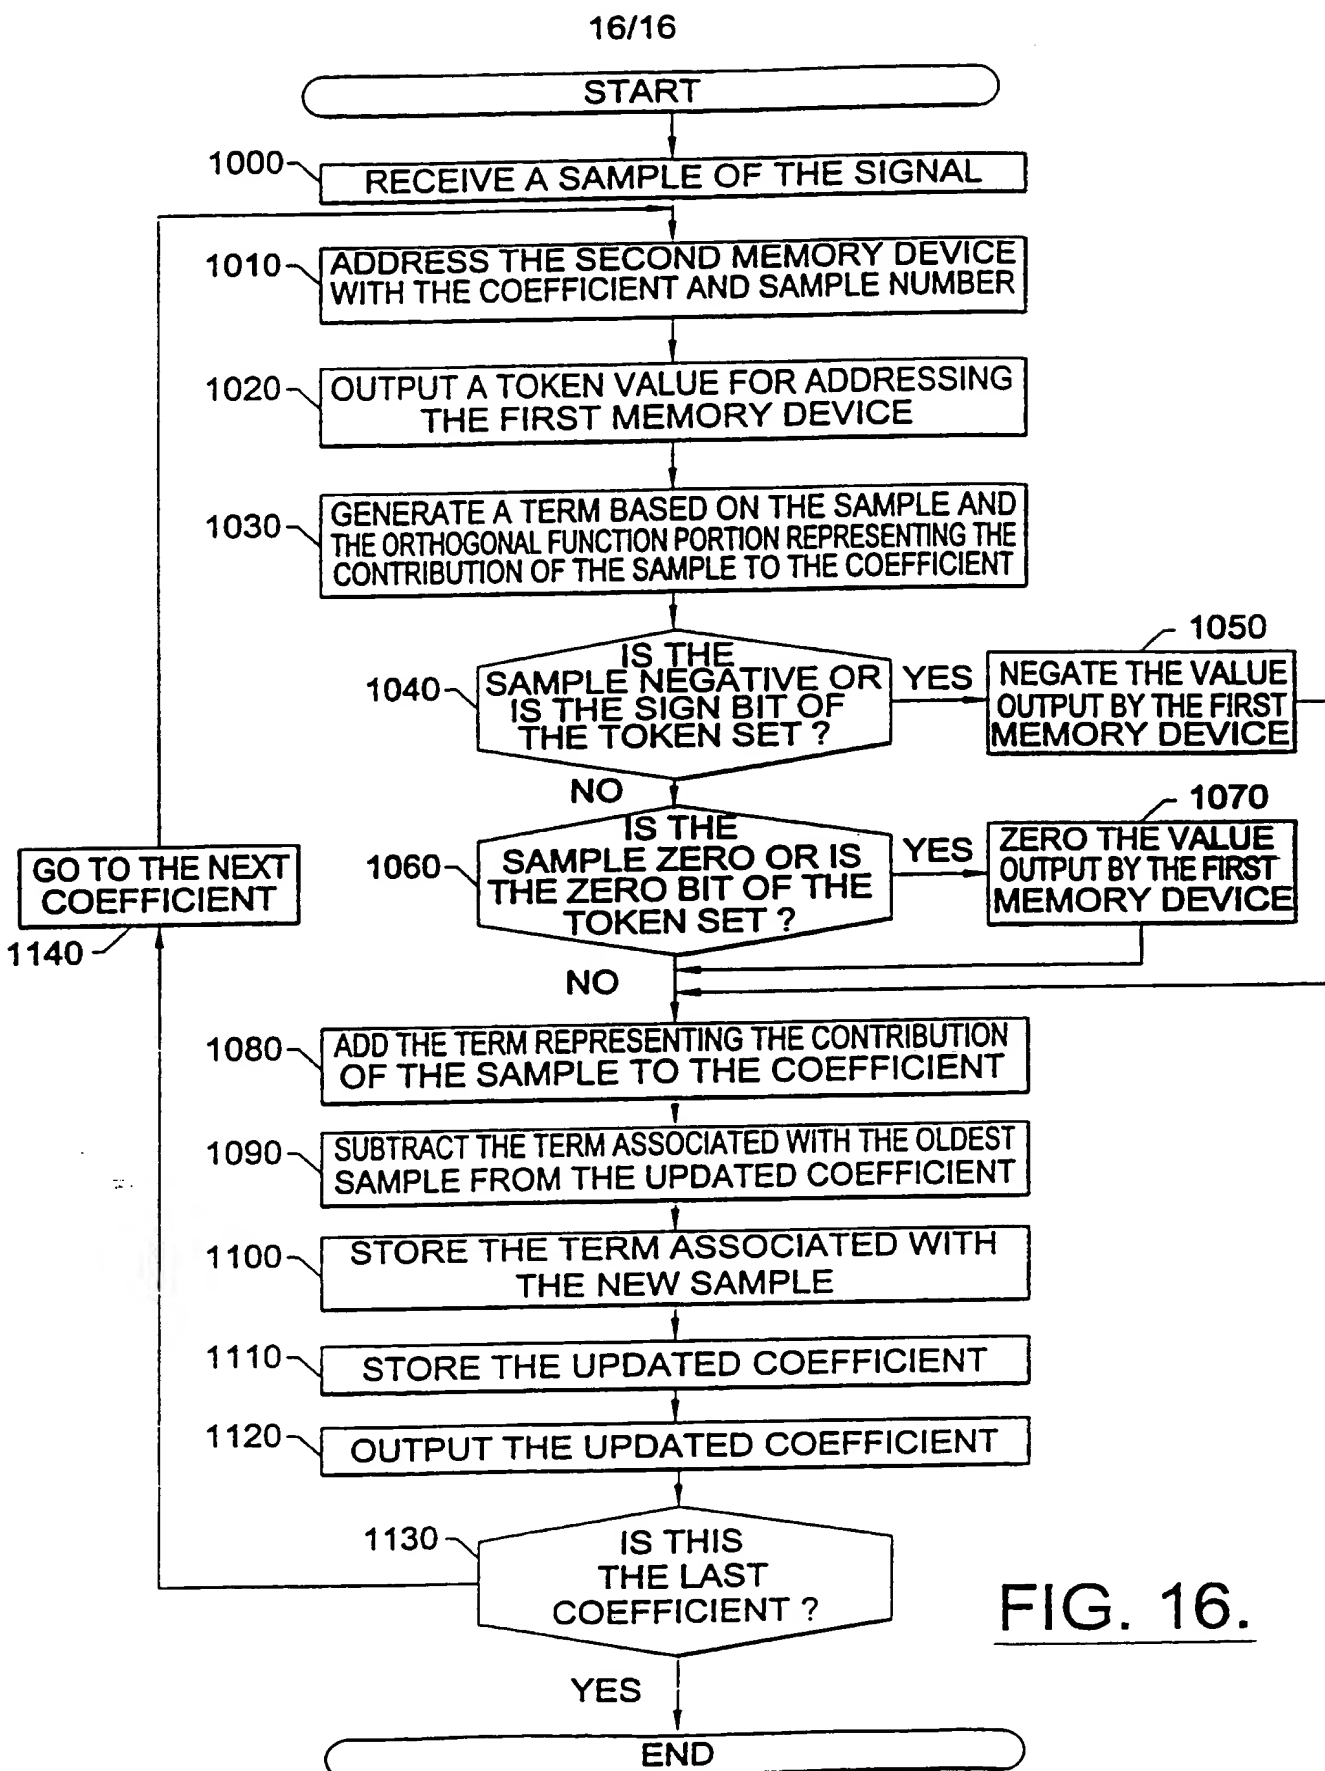 16/16
START
1000
RECEIVE A SAMPLE OF THE SIGNAL
1010
ADDRESS THE SECOND MEMORY DEVICE
WITH THE COEFFICIENT AND SAMPLE NUMBER
1020
OUTPUT A TOKEN VALUE FOR ADDRESSING
THE FIRST MEMORY DEVICE
1030
GENERATE A TERM BASED ON THE SAMPLE AND
THE ORTHOGONAL FUNCTION PORTION REPRESENTING THE
CONTRIBUTION OF THE SAMPLE TO THE COEFFICIENT
1040
IS THE
SAMPLE NEGATIVE OR
IS THE SIGN BIT OF
THE TOKEN SET ?
YES
1050
NEGATE THE VALUE
OUTPUT BY THE FIRST
MEMORY DEVICE
NO
1060
IS THE
SAMPLE ZERO OR IS
THE ZERO BIT OF THE
TOKEN SET ?
YES
1070
ZERO THE VALUE
OUTPUT BY THE FIRST
MEMORY DEVICE
NO
GO TO THE NEXT
COEFFICIENT
1140
1080
ADD THE TERM REPRESENTING THE CONTRIBUTION
OF THE SAMPLE TO THE COEFFICIENT
1090
SUBTRACT THE TERM ASSOCIATED WITH THE OLDEST
SAMPLE FROM THE UPDATED COEFFICIENT
1100
STORE THE TERM ASSOCIATED WITH
THE NEW SAMPLE
1110
STORE THE UPDATED COEFFICIENT
1120
OUTPUT THE UPDATED COEFFICIENT
1130
IS THIS
THE LAST
COEFFICIENT ?
YES
END
FIG. 16.